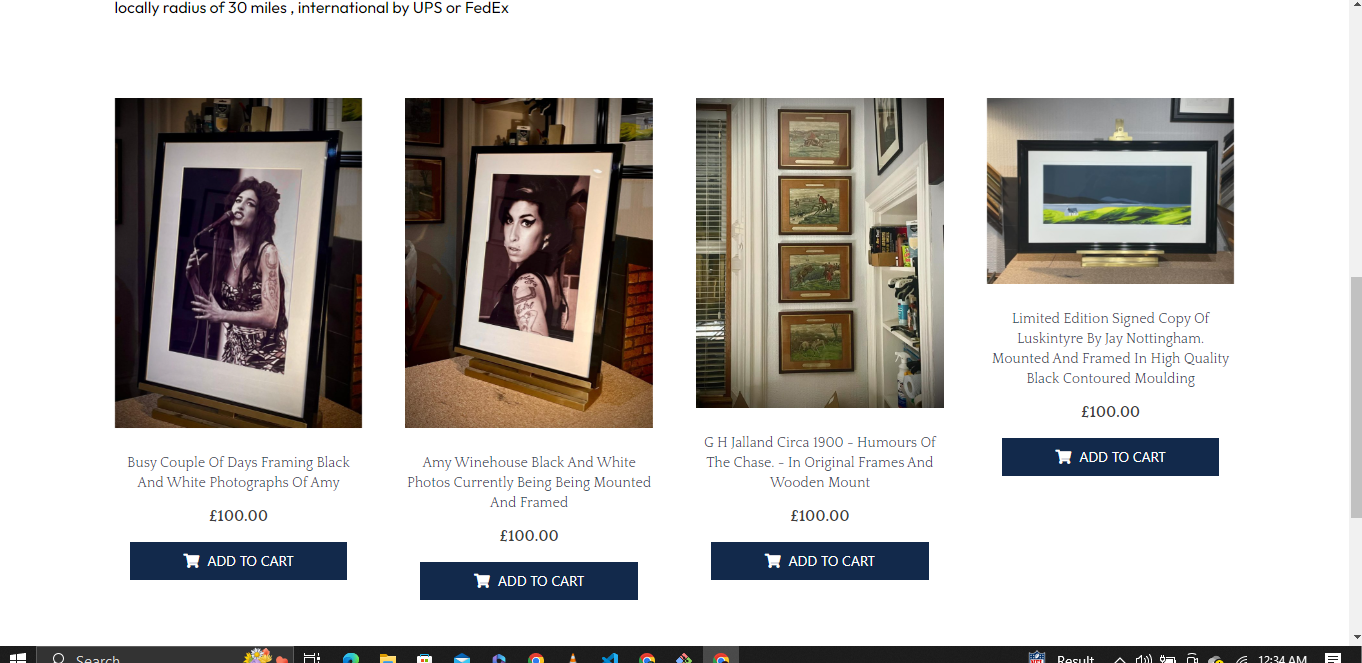 locally radius of 30 miles , international by UPS or FedEx
Busy Couple Of Days Framing Black
And White Photographs Of Amy
£100.00
ADD TO CART
Amy Winehouse Black And White
Photos Currently Being Being Mounted
And Framed
£100.00
ADD TO CART
G H Jalland Circa 1900 – Humours Of
The Chase. – In Original Frames And
Wooden Mount
£100.00
ADD TO CART
Limited Edition Signed Copy Of
Luskintyre By Jay Nottingham.
Mounted And Framed In High Quality
Black Contoured Moulding
£100.00
ADD TO CART
Search
Result
12:34 AM